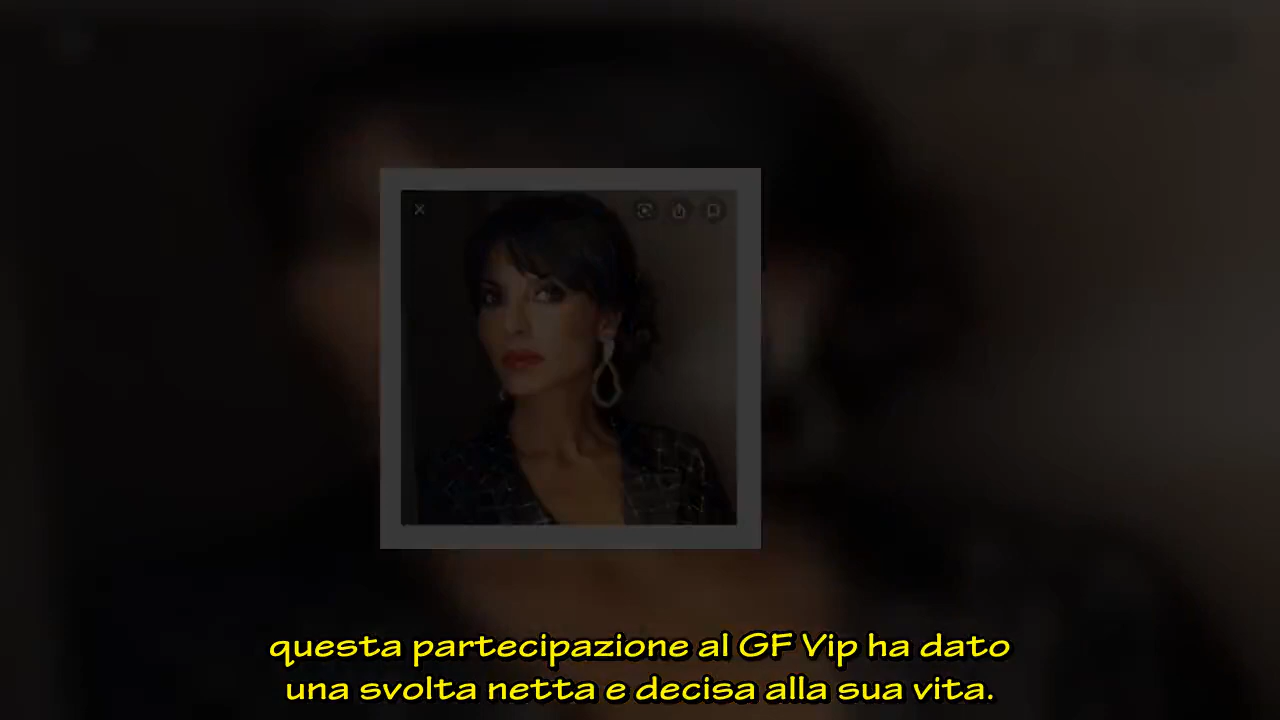 questa partecipazione al GF Vip ha dato
una svolta netta e decisa alla sua vita.